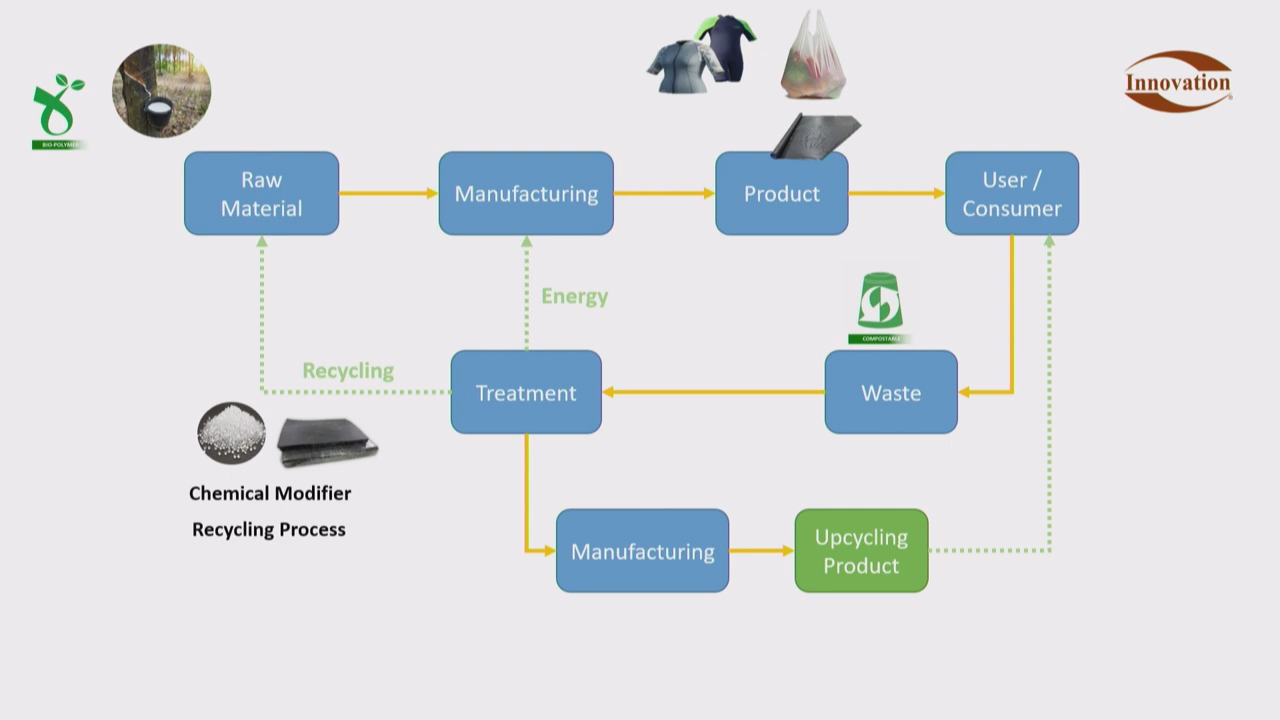 Innovation
BIO-POLYMER
Raw
Material
Manufacturing
Product
User /
Consumer
Energy
COMPOSTABLE
Recycling
Treatment
Waste
Chemical Modifier
Recycling Process
Manufacturing
Upcycling
Product